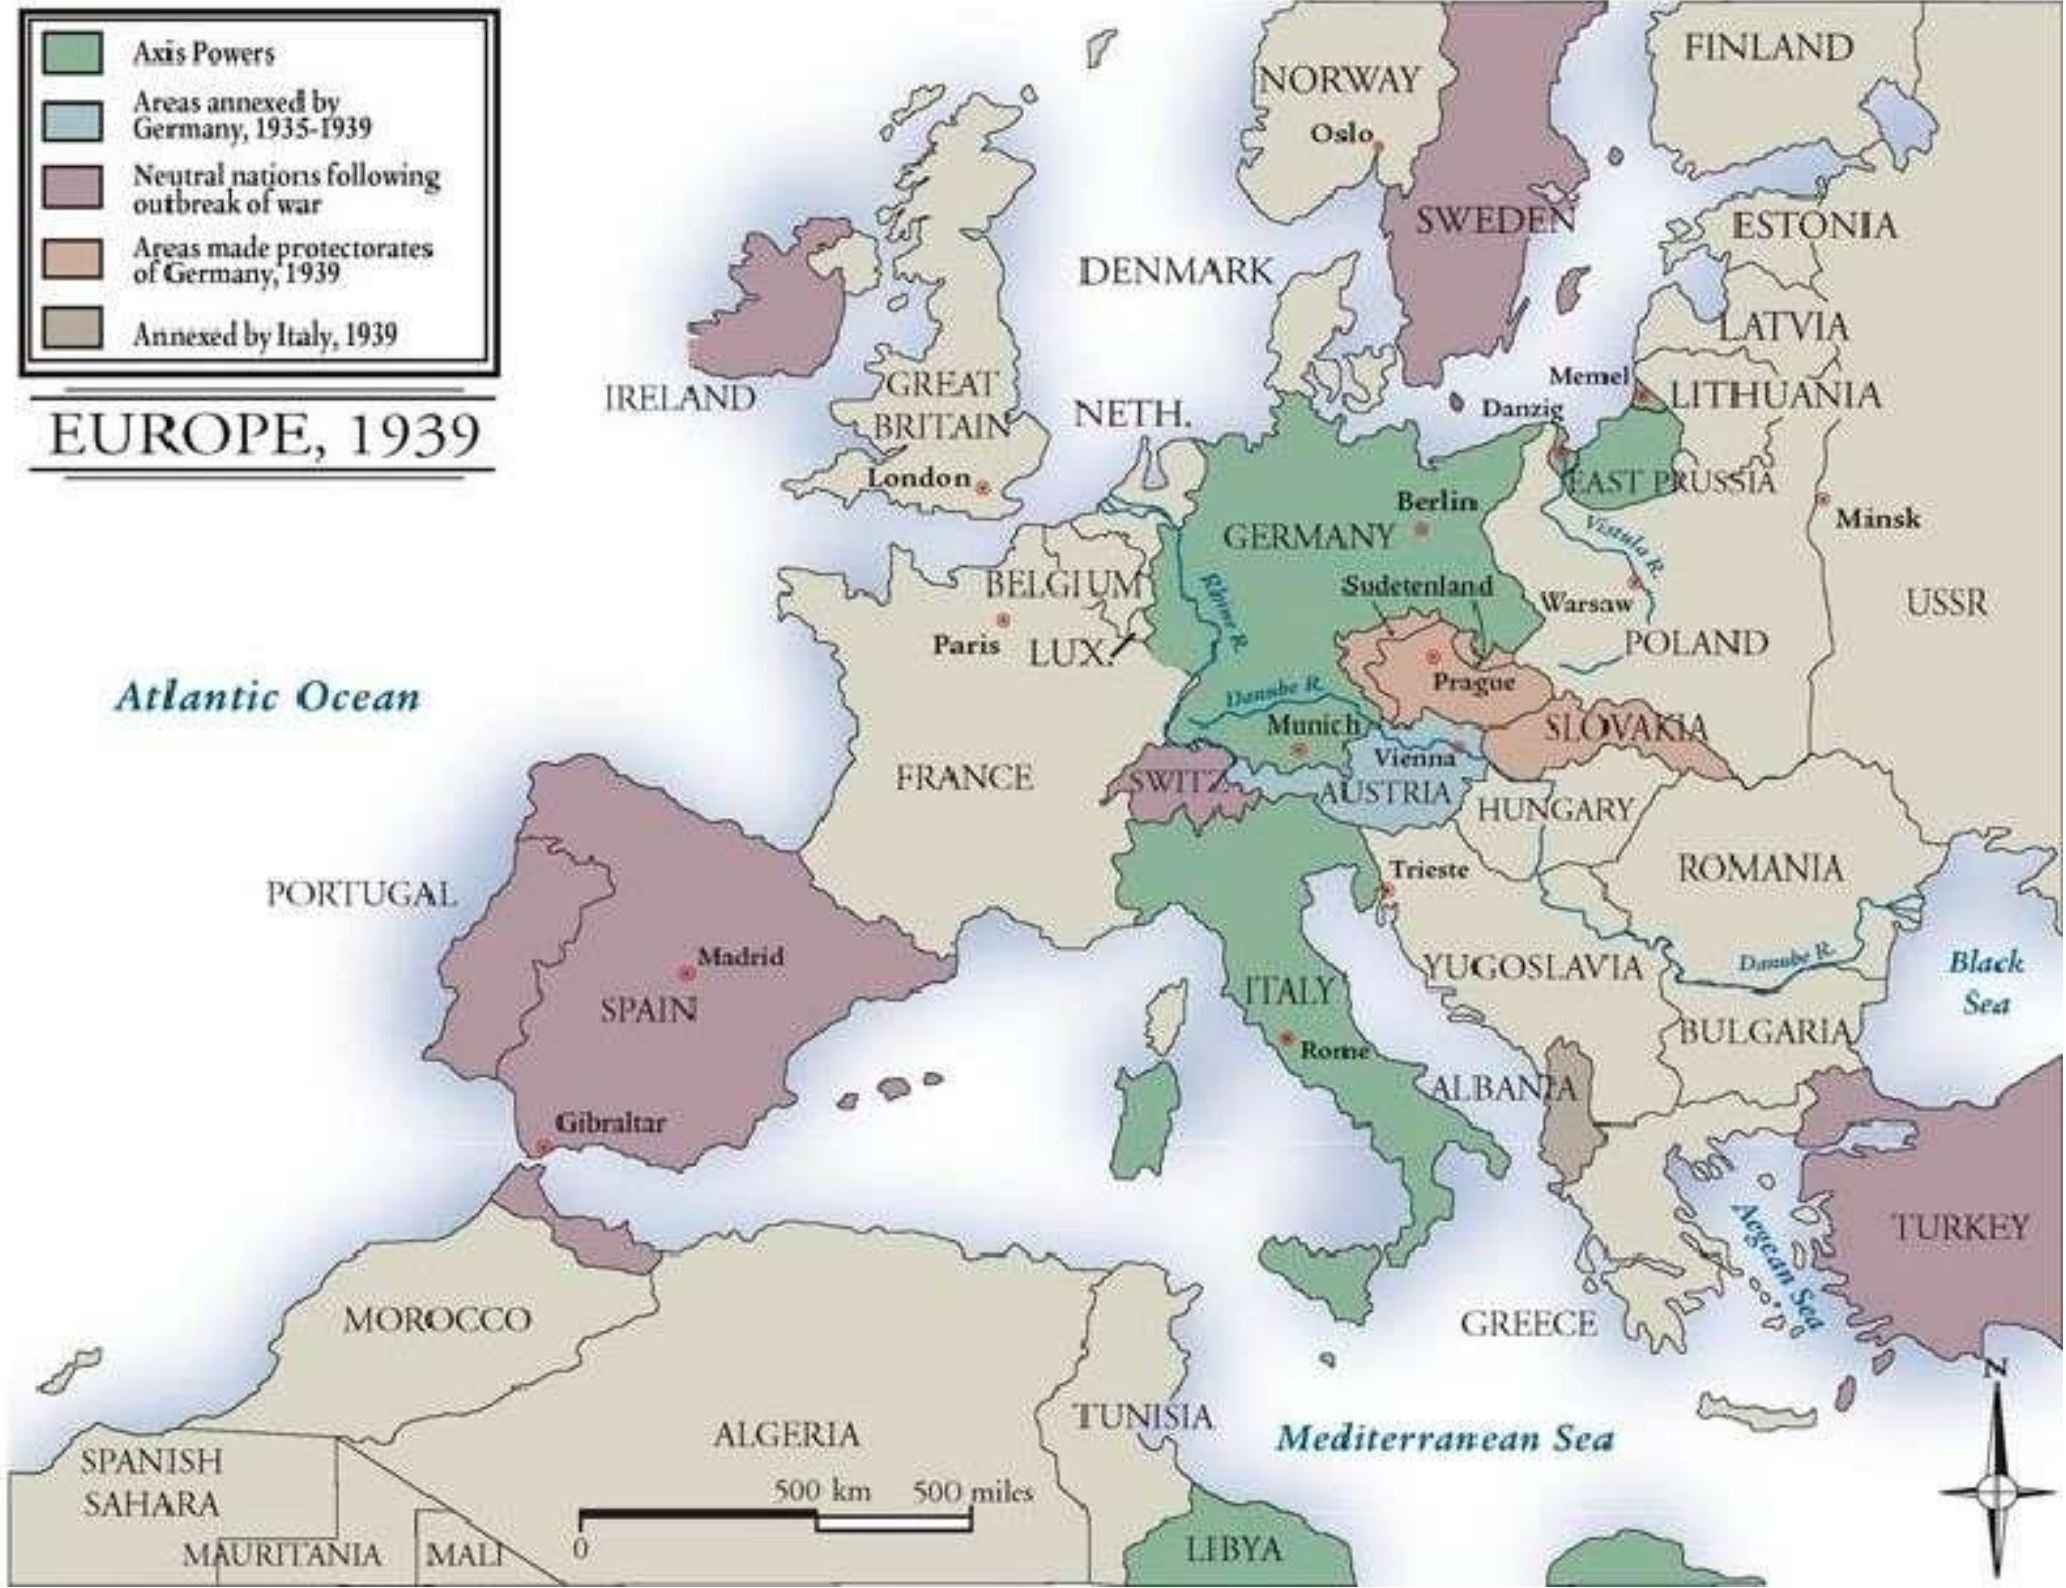 Axis Powers
Areas annexed by
Germany, 1935-1939
Neutral nations following
outbreak of war
Areas made protectorates
of Germany, 1939
Annexed by Italy, 1939
EUROPE, 1939
NORWAY
Oslo
SWEDEN
FINLAND
ESTONIA
LATVIA
LITHUANIA
Memel
Danzig
EAST PRUSSIA
DENMARK
IRELAND
GREAT
BRITAIN
London
NETH.
Berlin
GERMANY
Minsk
Vistula R.
USSR
BELGIUM
Rhine R.
Sudetenland
Warsaw
POLAND
Paris
LUX.
Prague
Atlantic Ocean
Danube R.
Munich
SLOVAKIA
Vienna
FRANCE
SWITZ.
AUSTRIA
HUNGARY
Trieste
ROMANIA
PORTUGAL
Madrid
SPAIN
ITALY
YUGOSLAVIA
Danube R.
Black
Sea
BULGARIA
Rome
ALBANIA
Gibraltar
Aegean Sea
TURKEY
MOROCCO
GREECE
N
ALGERIA
TUNISIA
Mediterranean Sea
SPANISH
SAHARA
500 km
500 miles
0
MAURITANIA
MALI
LIBYA